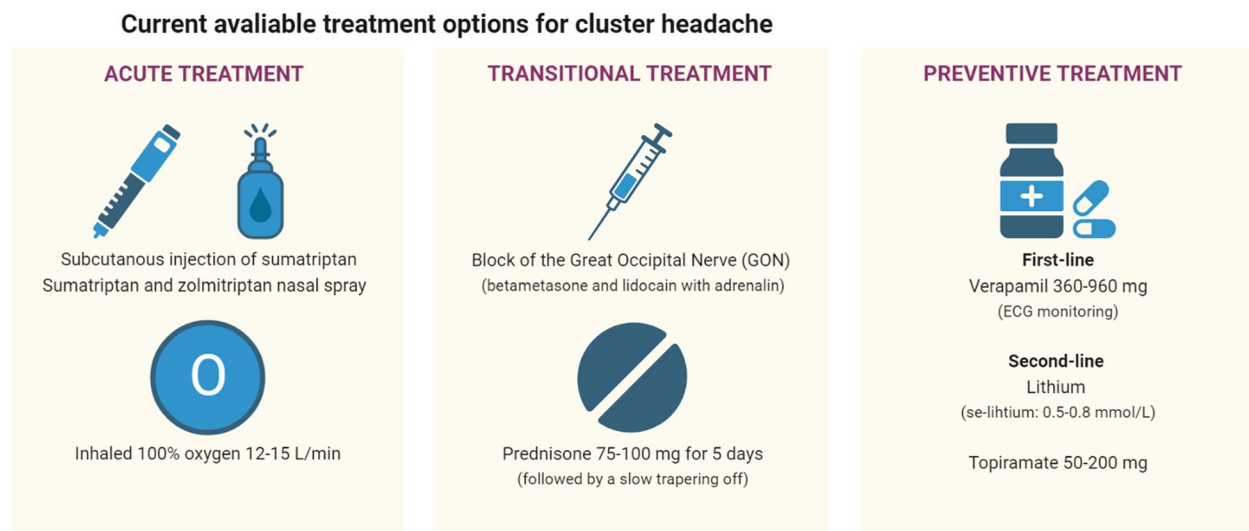 Current avaliable treatment options for cluster headache
ACUTE TREATMENT
Subcutanous injection of sumatriptan
Sumatriptan and zolmitriptan nasal spray
O
Inhaled 100% oxygen 12-15 L/min
TRANSITIONAL TREATMENT
Block of the Great Occipital Nerve (GON)
(betametasone and lidocain with adrenalin)
Prednisone 75-100 mg for 5 days
(followed by a slow trapering off)
PREVENTIVE TREATMENT
First-line
Verapamil 360-960 mg
(ECG monitoring)
Second-line
Lithium
(se-lihtium: 0.5-0.8 mmol/L)
Topiramate 50-200 mg